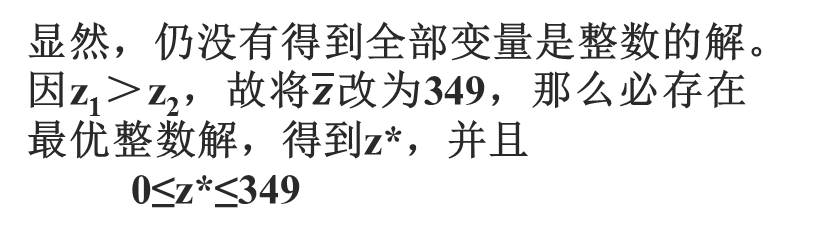 显然，仍没有得到全部变量是整数的解。
因z₁＞z₂，故将z̅改为349，那么必存在
最优整数解，得到z*，并且
0≤z*≤349